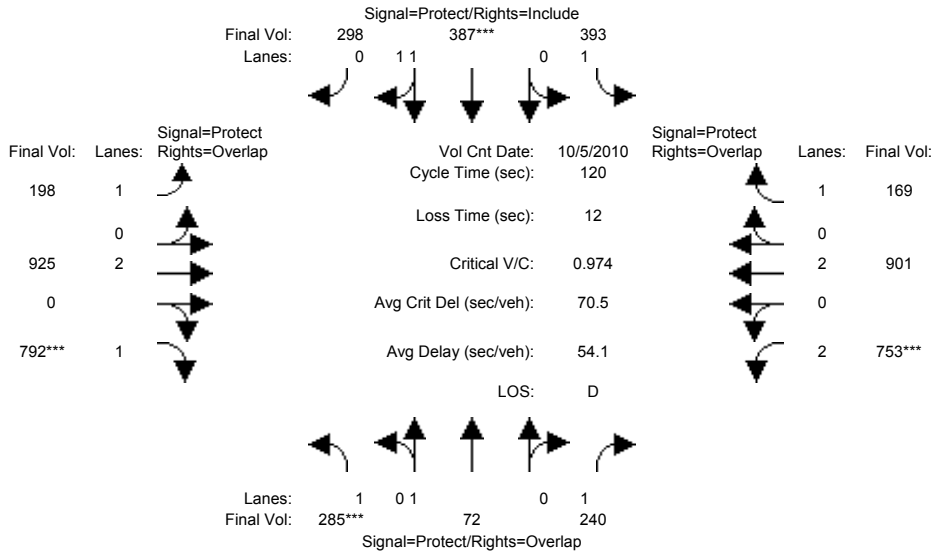 Signal=Protect/Rights=Include
Final Vol: 298 387*** 393
Lanes: 0 1 1 0 1
Signal=Protect Signal=Protect
Final Vol: Lanes: Rights=Overlap Vol Cnt Date: 10/5/2010 Rights=Overlap Lanes: Final Vol:
Cycle Time (sec): 120
198 1 1 169
Loss Time (sec): 12
0 0
925 2 Critical V/C: 0.974 2 901
0 Avg Crit Del (sec/veh): 70.5 0
792*** 1 Avg Delay (sec/veh): 54.1 2 753***
LOS: D
Lanes: 1 0 1 0 1
Final Vol: 285*** 72 240
Signal=Protect/Rights=Overlap